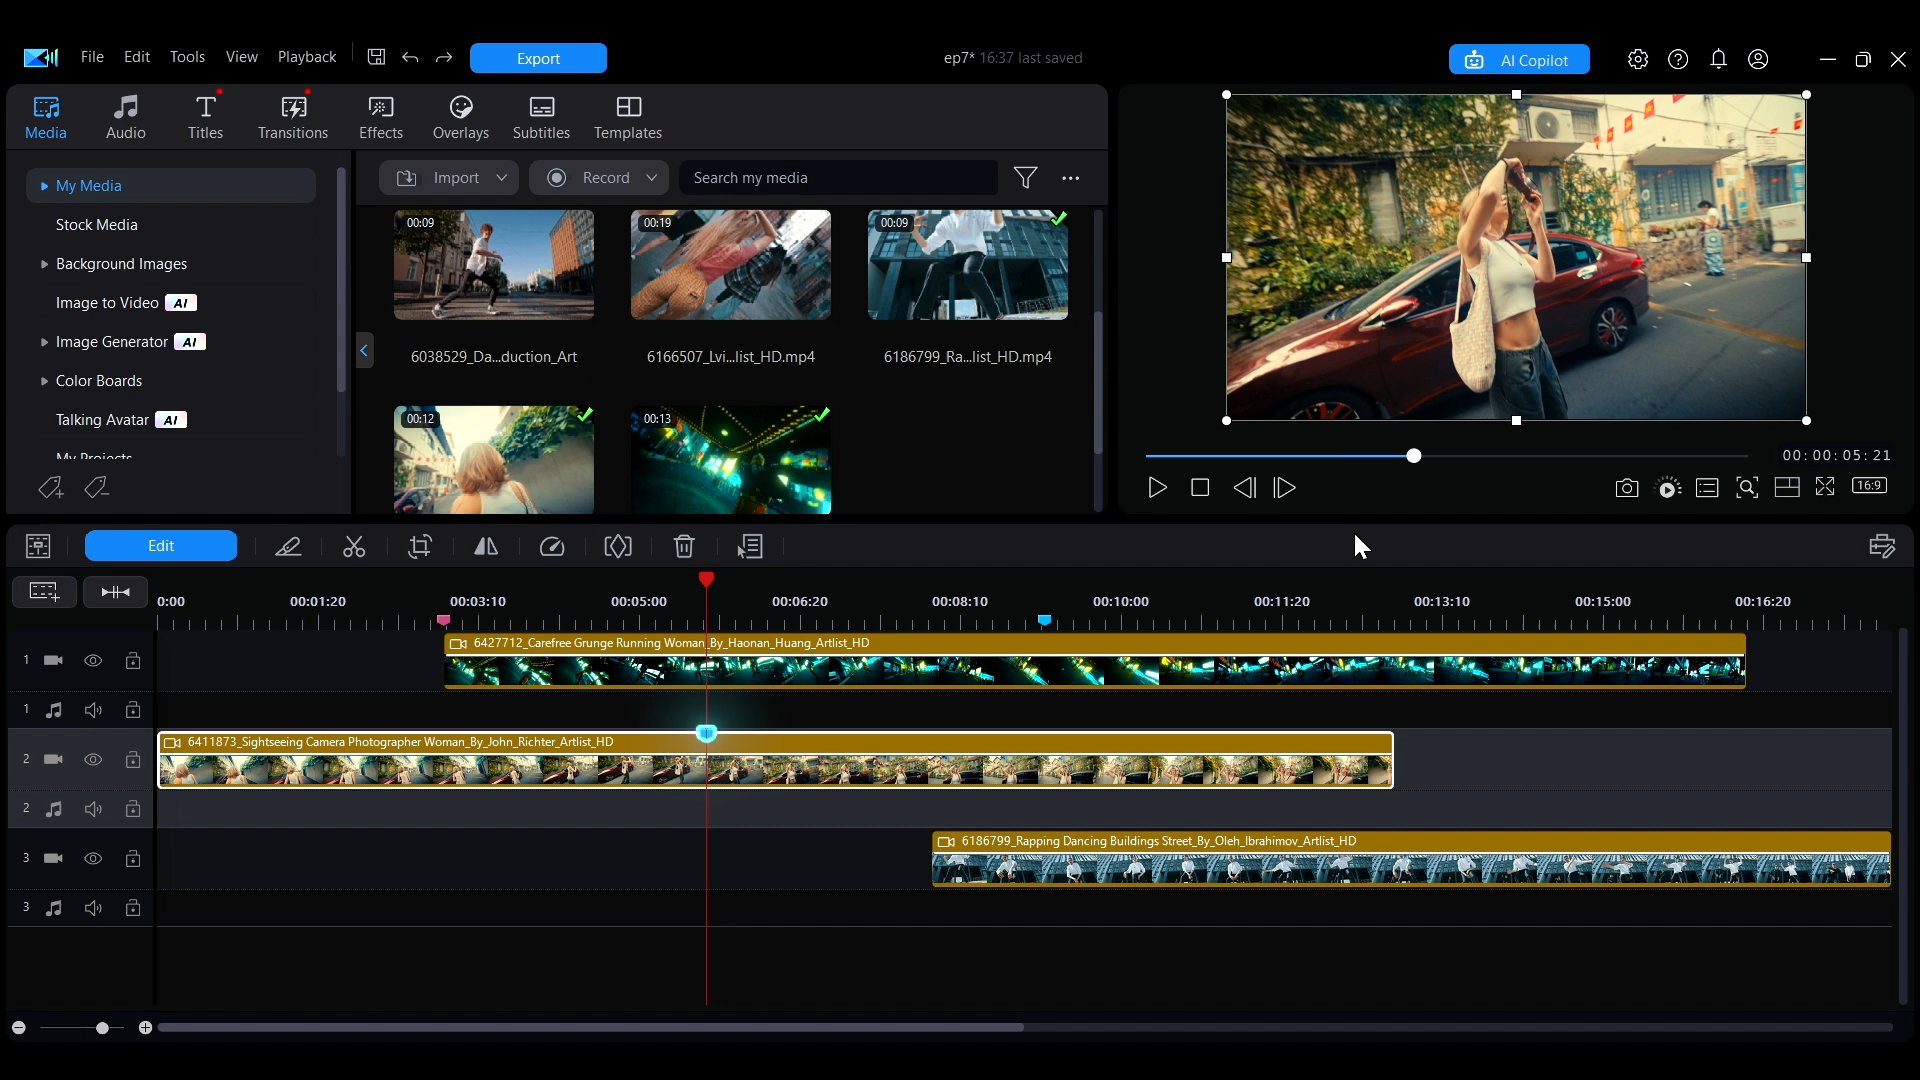 File Edit Tools View Playback Export ep7* 16:37 last saved AI Copilot
Media Audio Titles Transitions Effects Overlays Subtitles Templates
My Media
Stock Media
Background Images
Image to Video AI
Image Generator AI
Color Boards
Talking Avatar AI
My Projects
Import Record Search my media
00:09 00:19 00:09
6038529_Da...duction_Art 6166507_Lvi...list_HD.mp4 6186799_Ra...list_HD.mp4
00:12 00:13
00:00:05:21
16:9
Edit
0:00 00:01:20 00:03:10 00:05:00 00:06:20 00:08:10 00:10:00 00:11:20 00:13:10 00:15:00 00:16:20
6427712_Carefree Grunge Running Woman_By_Haonan_Huang_Artlist_HD
1
1
6411873_Sightseeing Camera Photographer Woman_By_John_Richter_Artlist_HD
2
2
6186799_Rapping Dancing Buildings Street_By_Oleh_Ibrahimov_Artlist_HD
3
3